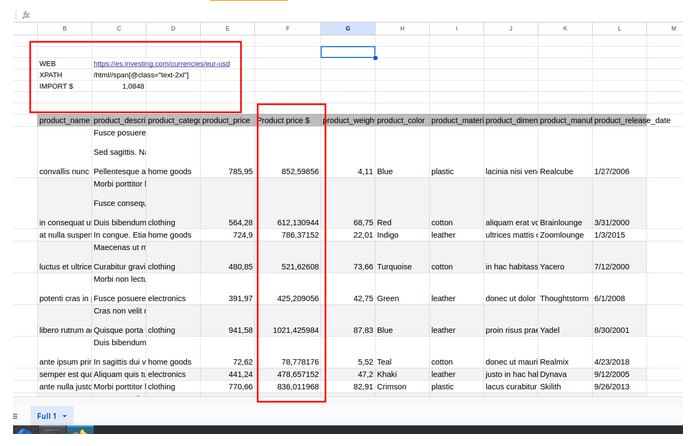 fx
B C D E F G H I J K L M
WEB https://es.investing.com/currencies/eur-usd
XPATH /html//span[@class="text-2xl"]
IMPORT $ 1,0848
product_name product_descri product_catego product_price Product price $ product_weigh product_color product_materi product_dimen product_manuf product_release_date
Fusce posuere
Sed sagittis. Na
convallis nunc Pellentesque a home goods 785,95 852,59856 4,11 Blue plastic lacinia nisi ven Realcube 1/27/2006
Morbi porttitor l
Fusce consequ
in consequat u Duis bibendum clothing 564,28 612,130944 68,75 Red cotton aliquam erat vo Brainlounge 3/31/2000
at nulla suspen In congue. Etia home goods 724,9 786,37152 22,01 Indigo leather ultrices mattis o Zoomlounge 1/3/2015
Maecenas ut m
luctus et ultrice Curabitur gravi clothing 480,85 521,62608 73,66 Turquoise cotton in hac habitass Yacero 7/12/2000
Morbi non lectu
potenti cras in p Fusce posuere electronics 391,97 425,209056 42,75 Green leather donec ut dolor Thoughtstorm 6/1/2008
Cras non velit n
libero rutrum ac Quisque porta clothing 941,58 1021,425984 87,83 Blue leather proin risus prae Yadel 8/30/2001
Duis bibendum
ante ipsum prir In sagittis dui v home goods 72,62 78,778176 5,52 Teal cotton donec ut mauri Realmix 4/23/2018
semper est qua Aliquam quis tu electronics 441,24 478,657152 47,2 Khaki leather justo in hac hal Dynava 9/12/2005
ante nulla justo Morbi porttitor l clothing 770,66 836,011968 82,91 Crimson plastic lacus curabitur Skilith 9/26/2013
Full 1